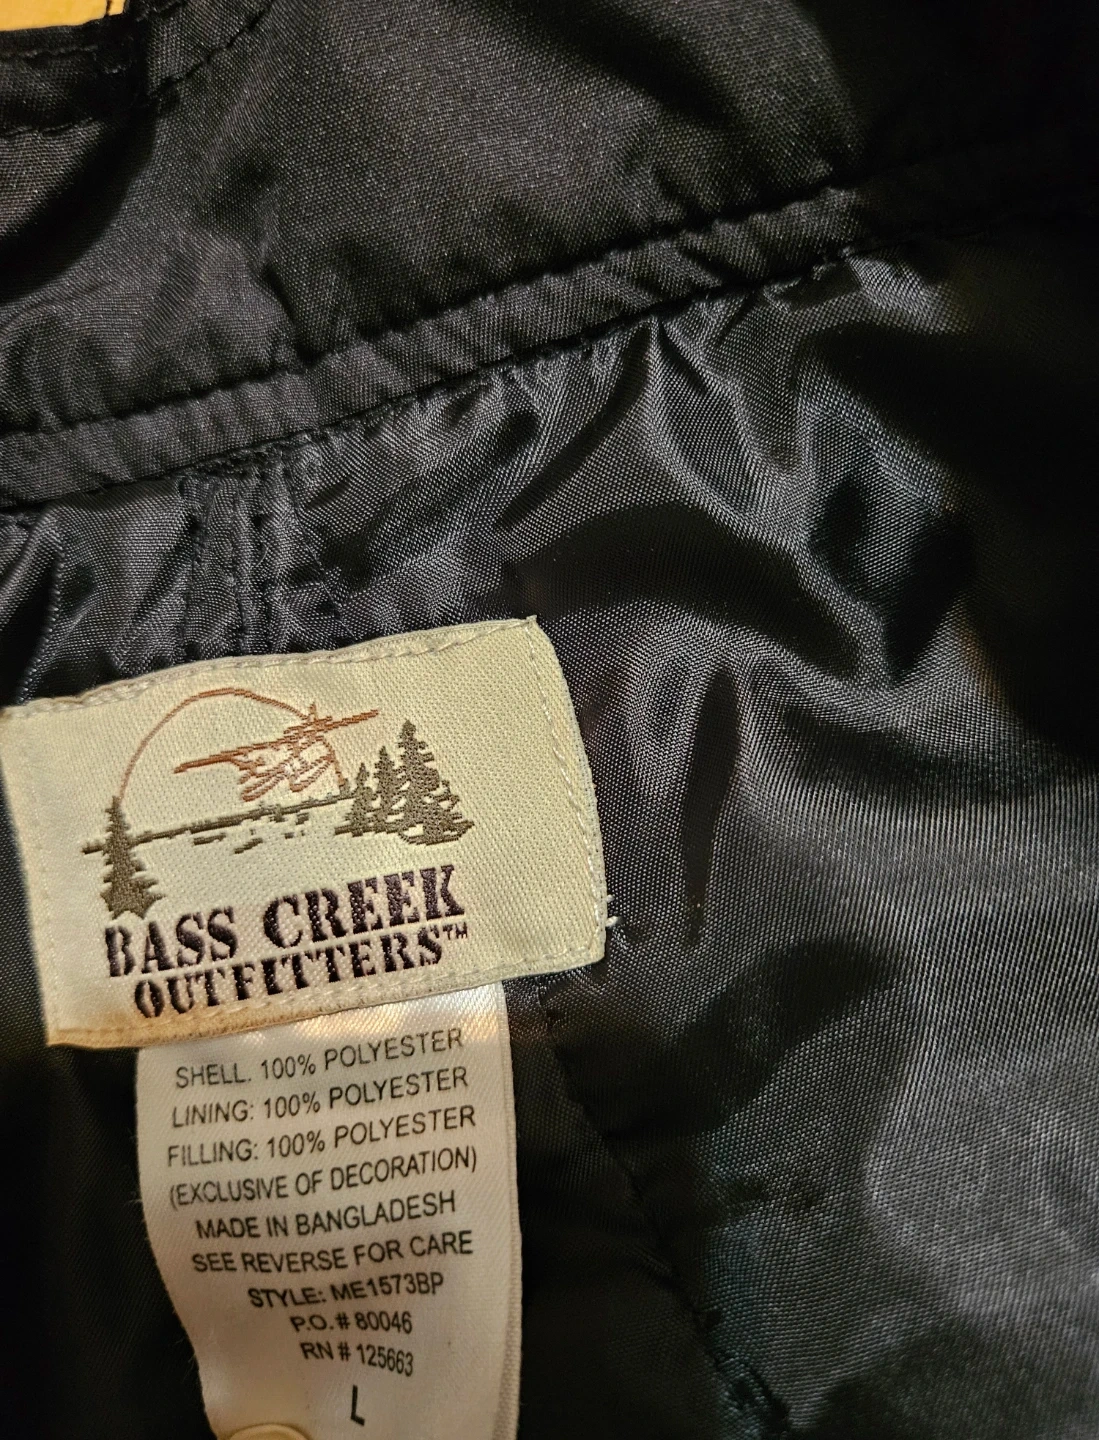 BASS CREEK
OUTFITTERS™
SHELL. 100% POLYESTER
LINING: 100% POLYESTER
FILLING: 100% POLYESTER
(EXCLUSIVE OF DECORATION)
MADE IN BANGLADESH
SEE REVERSE FOR CARE
STYLE: ME1573BP
P.O.# 80046
RN # 125663
L